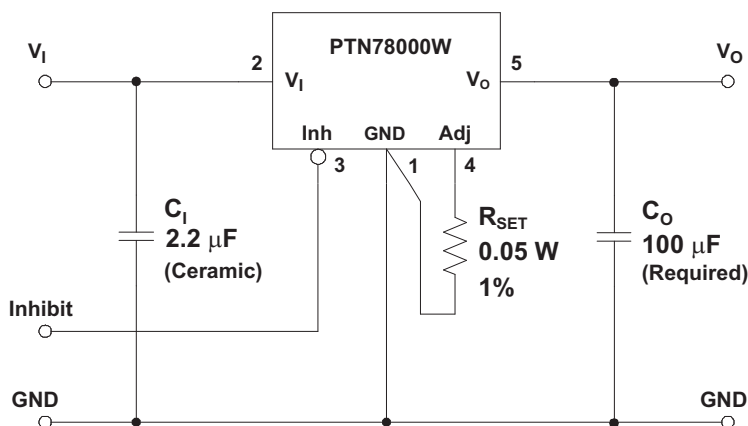 PTN78000W
V_I
2
V_I
V_O
5
V_O
Inh
GND
Adj
3
1
4
C_I
2.2 μF
(Ceramic)
R_SET
0.05 W
1%
C_O
100 μF
(Required)
Inhibit
GND
GND